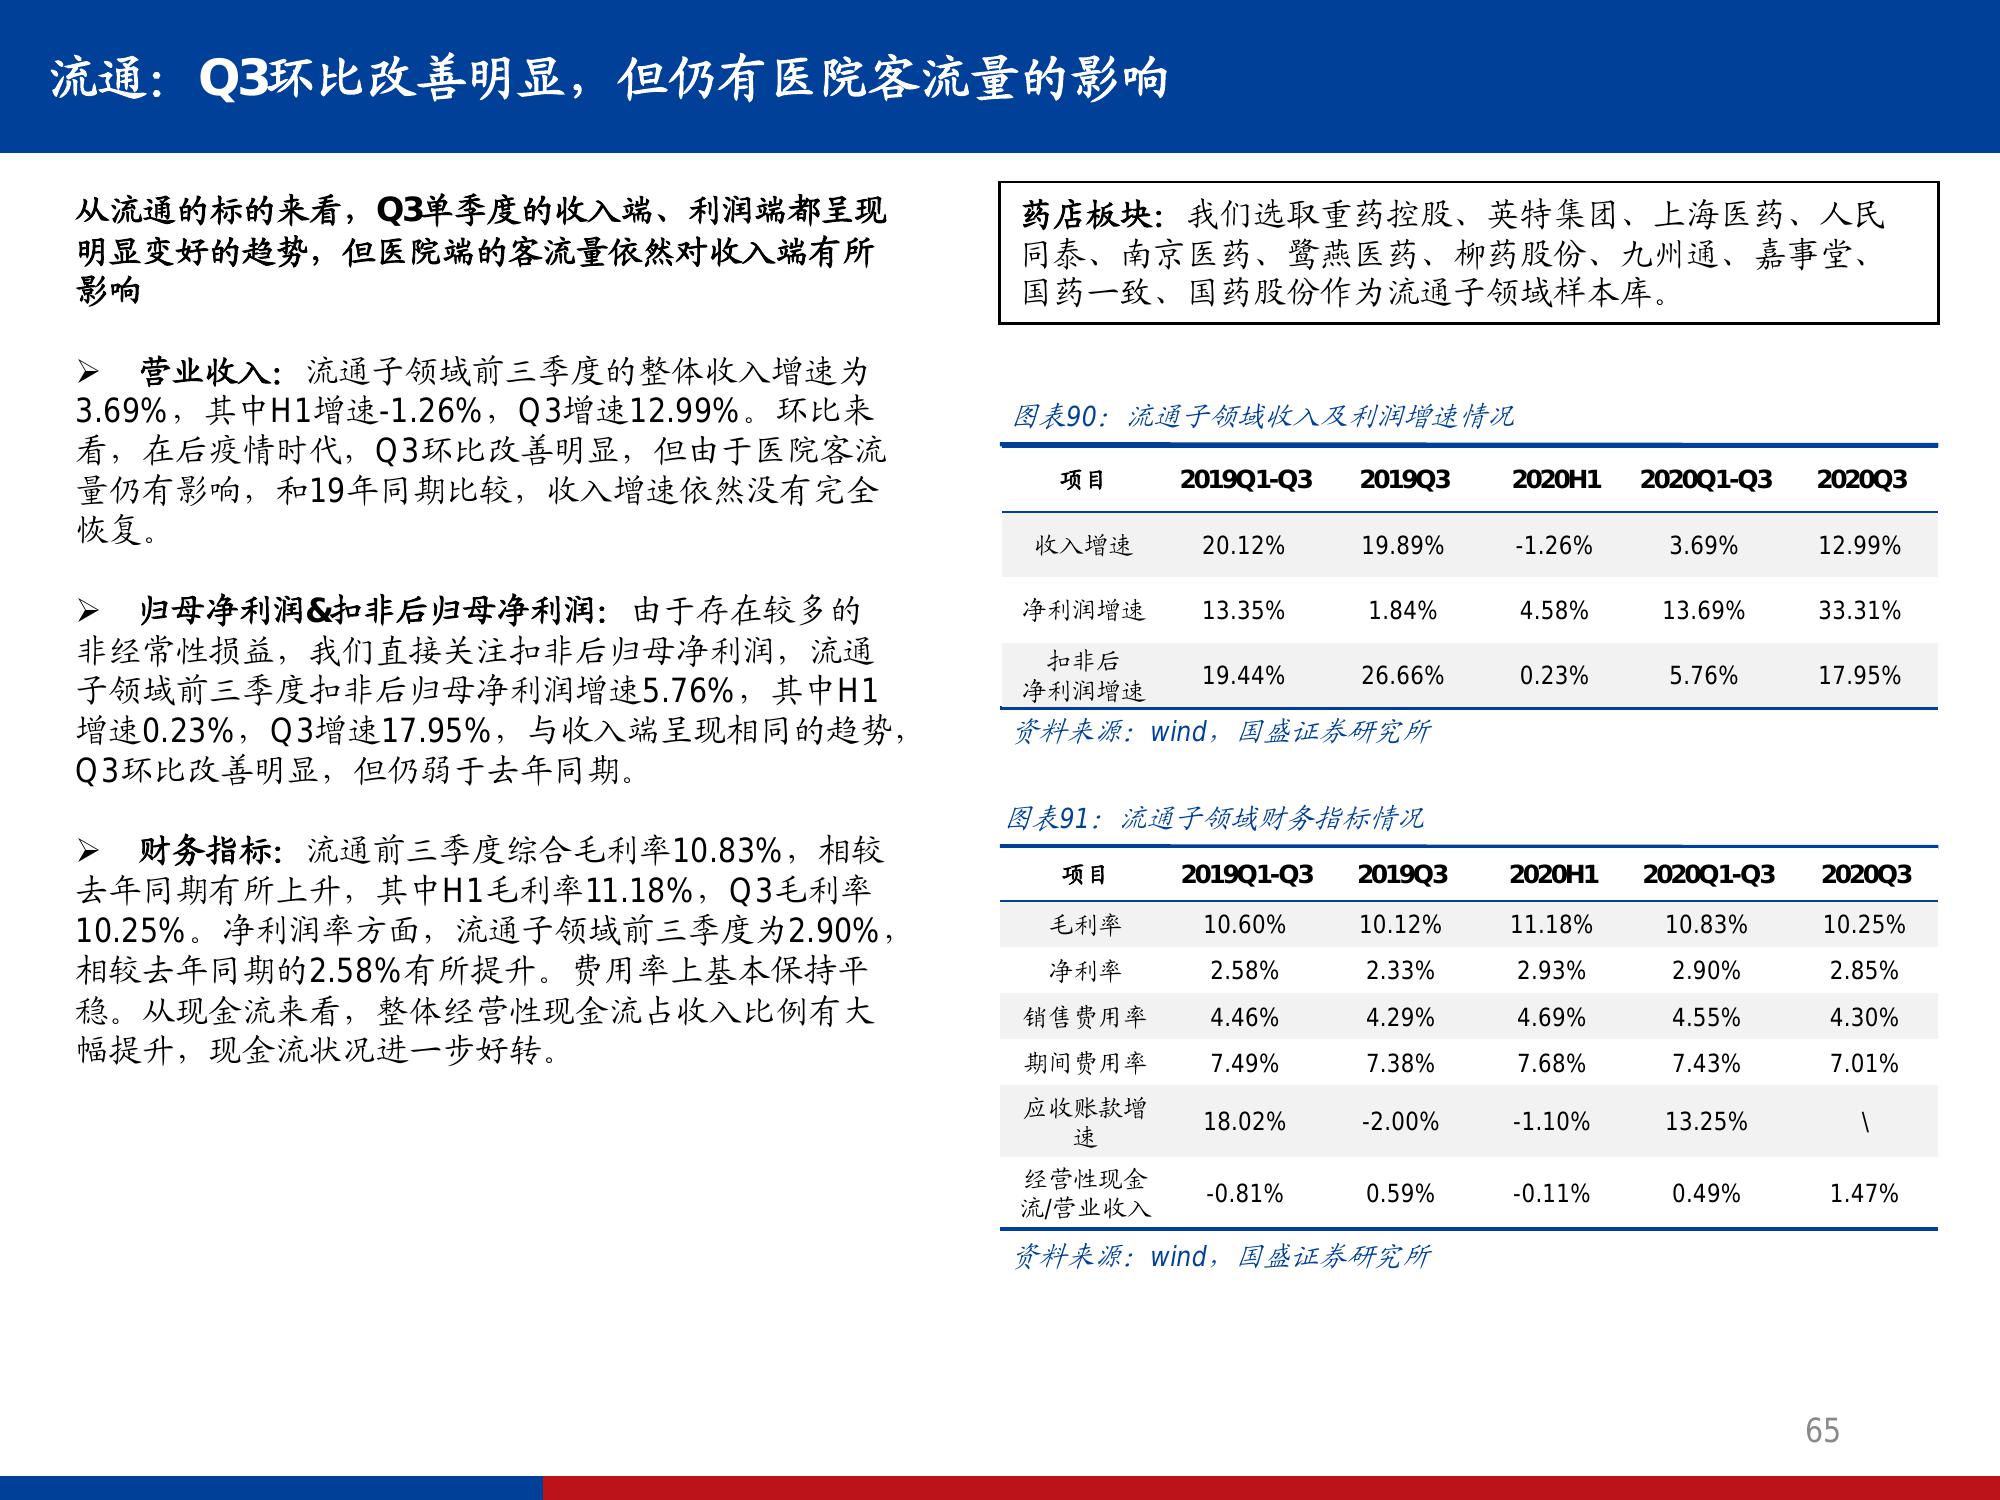 流通：Q3环比改善明显，但仍有医院客流量的影响
从流通的标的来看，Q3单季度的收入端、利润端都呈现
明显变好的趋势，但医院端的客流量依然对收入端有所
影响
➢ 营业收入：流通子领域前三季度的整体收入增速为
3.69%，其中H1增速-1.26%，Q3增速12.99%。环比来
看，在后疫情时代，Q3环比改善明显，但由于医院客流
量仍有影响，和19年同期比较，收入增速依然没有完全
恢复。
➢ 归母净利润&扣非后归母净利润：由于存在较多的
非经常性损益，我们直接关注扣非后归母净利润，流通
子领域前三季度扣非后归母净利润增速5.76%，其中H1
增速0.23%，Q3增速17.95%，与收入端呈现相同的趋势，
Q3环比改善明显，但仍弱于去年同期。
➢ 财务指标：流通前三季度综合毛利率10.83%，相较
去年同期有所上升，其中H1毛利率11.18%，Q3毛利率
10.25%。净利润率方面，流通子领域前三季度为2.90%，
相较去年同期的2.58%有所提升。费用率上基本保持平
稳。从现金流来看，整体经营性现金流占收入比例有大
幅提升，现金流状况进一步好转。
药店板块：我们选取重药控股、英特集团、上海医药、人民
同泰、南京医药、鹭燕医药、柳药股份、九州通、嘉事堂、
国药一致、国药股份作为流通子领域样本库。
图表90：流通子领域收入及利润增速情况
项目 2019Q1-Q3 2019Q3 2020H1 2020Q1-Q3 2020Q3
收入增速 20.12% 19.89% -1.26% 3.69% 12.99%
净利润增速 13.35% 1.84% 4.58% 13.69% 33.31%
扣非后
净利润增速 19.44% 26.66% 0.23% 5.76% 17.95%
资料来源：wind，国盛证券研究所
图表91：流通子领域财务指标情况
项目 2019Q1-Q3 2019Q3 2020H1 2020Q1-Q3 2020Q3
毛利率 10.60% 10.12% 11.18% 10.83% 10.25%
净利率 2.58% 2.33% 2.93% 2.90% 2.85%
销售费用率 4.46% 4.29% 4.69% 4.55% 4.30%
期间费用率 7.49% 7.38% 7.68% 7.43% 7.01%
应收账款增
速 18.02% -2.00% -1.10% 13.25% \
经营性现金
流/营业收入 -0.81% 0.59% -0.11% 0.49% 1.47%
资料来源：wind，国盛证券研究所
65